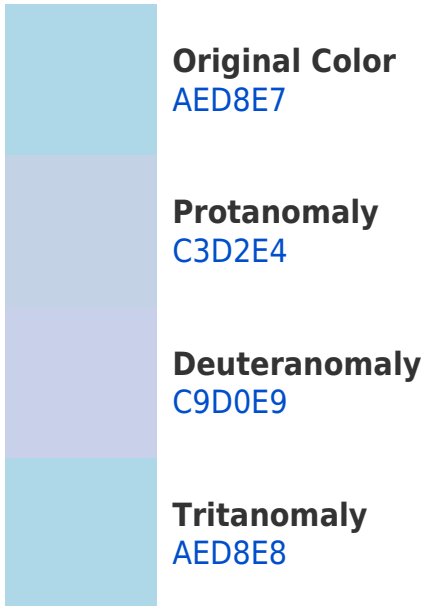 Original Color
AED8E7
Protanomaly
C3D2E4
Deuteranomaly
C9D0E9
Tritanomaly
AED8E8